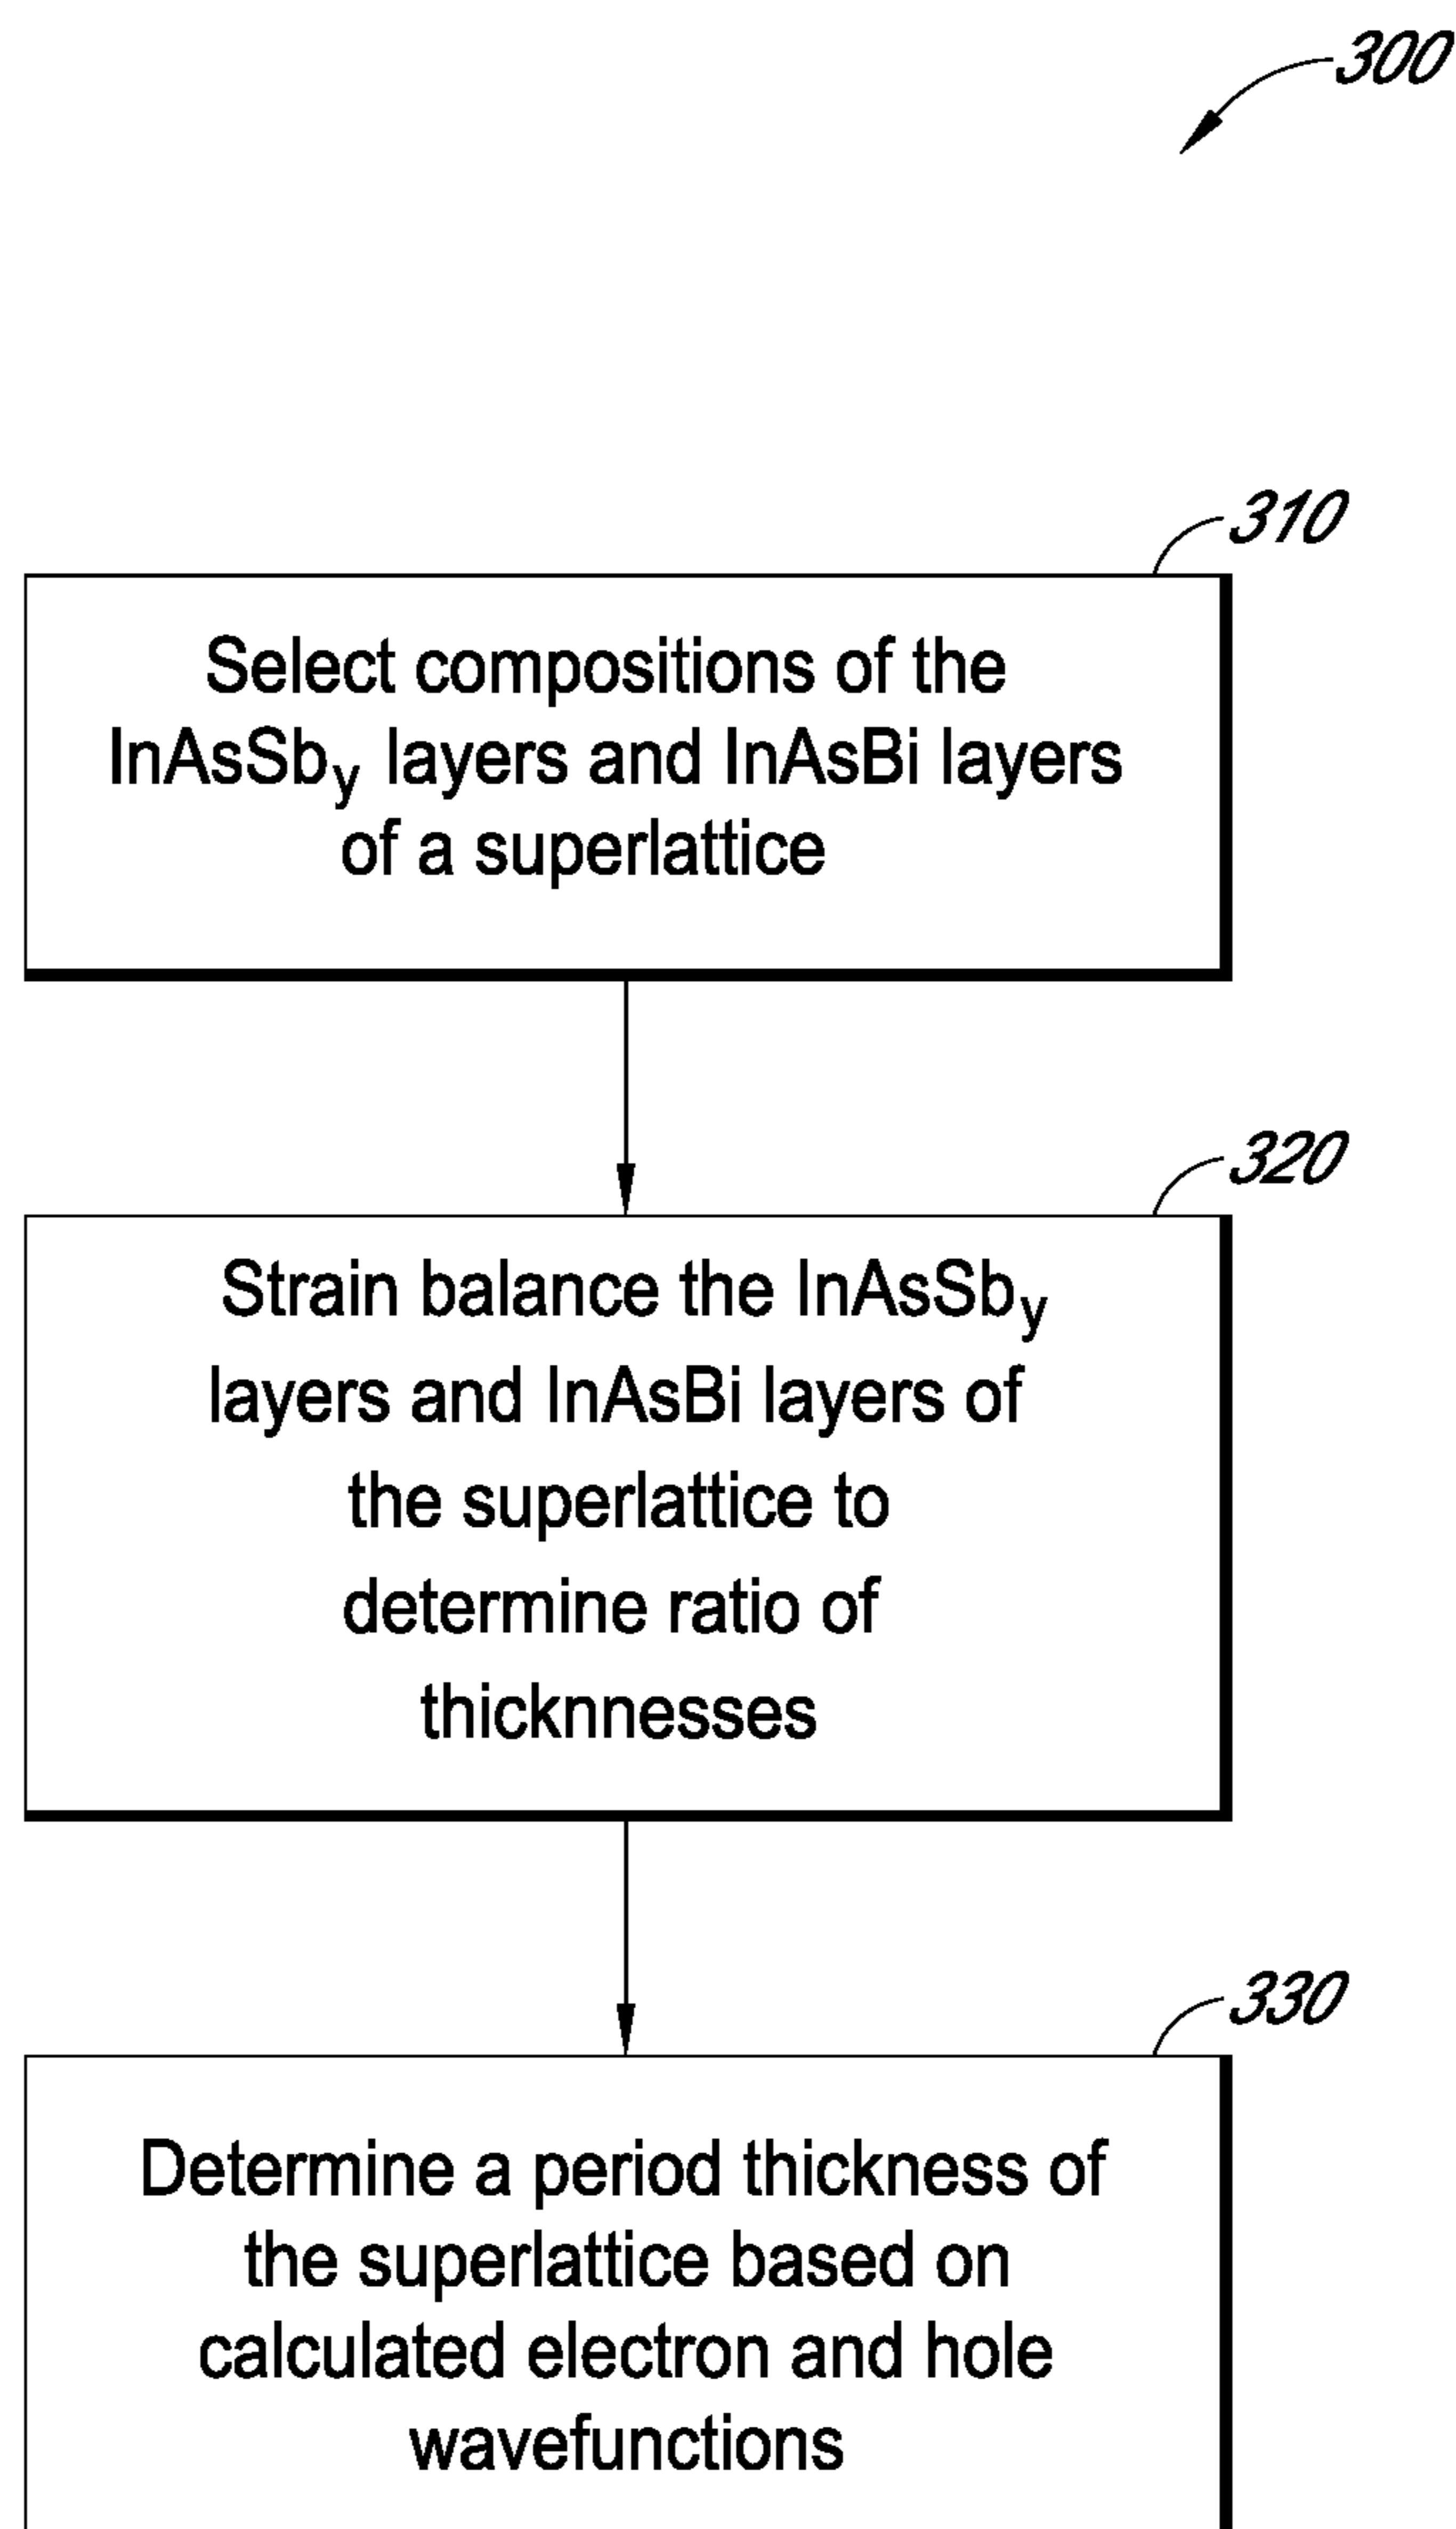 300
310
Select compositions of the
InAsSby layers and InAsBi layers
of a superlattice
320
Strain balance the InAsSby
layers and InAsBi layers of
the superlattice to
determine ratio of
thicknnesses
330
Determine a period thickness of
the superlattice based on
calculated electron and hole
wavefunctions